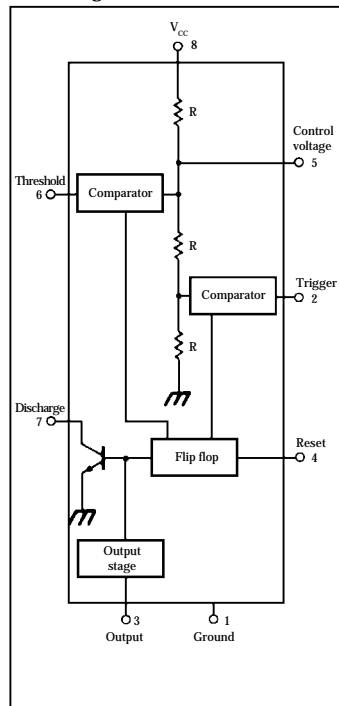 V_CC
8
R
Control
voltage
5
Threshold
6
Comparator
R
Comparator
Trigger
2
R
Discharge
7
Flip flop
Reset
4
Output
stage
3
Output
1
Ground